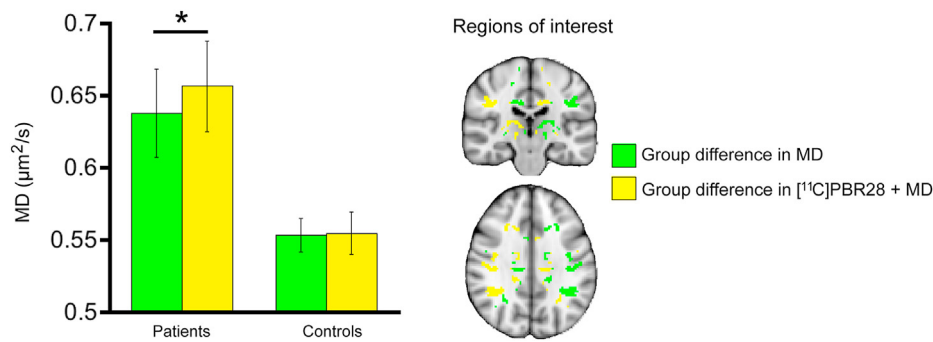 0.7
0.65
0.6
0.55
0.5
MD (μm²/s)
*
Patients
Controls
Regions of interest
Group difference in MD
Group difference in [¹¹C]PBR28 + MD